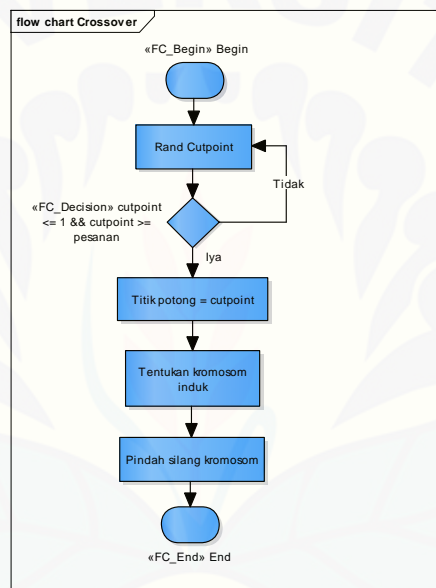 flow chart Crossover
«FC_Begin» Begin
Rand Cutpoint
Tidak
«FC_Decision» cutpoint
<= 1 && cutpoint >=
pesanan
Iya
Titik potong = cutpoint
Tentukan kromosom
induk
Pindah silang kromosom
«FC_End» End